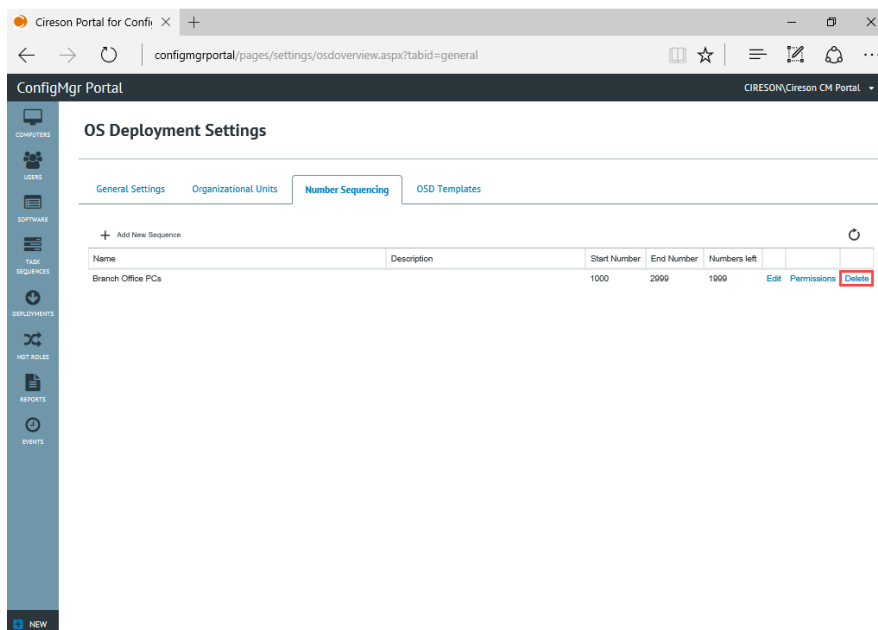 Cireson Portal for Config
configmgrportal/pages/settings/osdoverview.aspx?tabid=general
ConfigMgr Portal
CIRESON\Cireson CM Portal
COMPUTERS
USERS
SOFTWARE
TASK SEQUENCES
DEPLOYMENTS
MDT ROLES
REPORTS
EVENTS
NEW
OS Deployment Settings
General Settings Organizational Units Number Sequencing OSD Templates
Add New Sequence
Name Description Start Number End Number Numbers left
Branch Office PCs 1000 2999 1999 Edit Permissions Delete